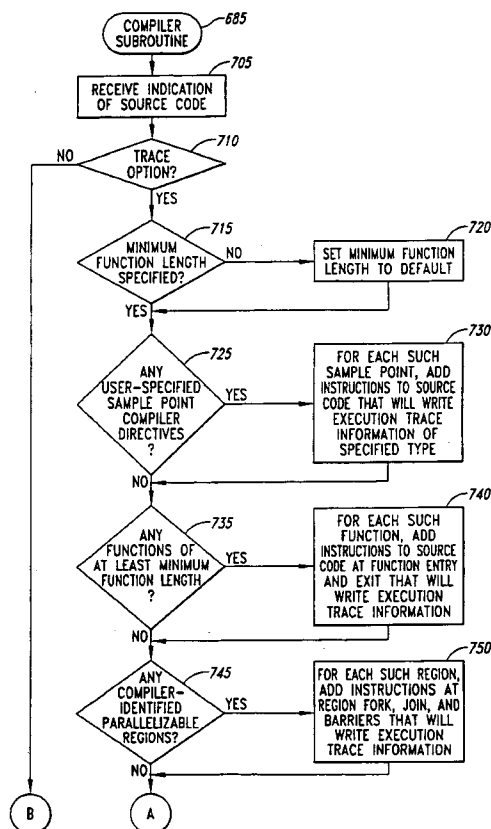 COMPILER
SUBROUTINE
685
705
RECEIVE INDICATION
OF SOURCE CODE
710
NO
TRACE
OPTION?
YES
715
MINIMUM
FUNCTION LENGTH
SPECIFIED?
NO
720
SET MINIMUM FUNCTION
LENGTH TO DEFAULT
YES
725
ANY
USER-SPECIFIED
SAMPLE POINT
COMPILER
DIRECTIVES
?
YES
730
FOR EACH SUCH
SAMPLE POINT, ADD
INSTRUCTIONS TO SOURCE
CODE THAT WILL WRITE
EXECUTION TRACE
INFORMATION OF
SPECIFIED TYPE
NO
735
ANY
FUNCTIONS OF
AT LEAST MINIMUM
FUNCTION LENGTH
?
YES
740
FOR EACH SUCH
FUNCTION, ADD
INSTRUCTIONS TO SOURCE
CODE AT FUNCTION ENTRY
AND EXIT THAT WILL
WRITE EXECUTION
TRACE INFORMATION
NO
745
ANY
COMPILER-
IDENTIFIED
PARALLELIZABLE
REGIONS?
YES
750
FOR EACH SUCH REGION,
ADD INSTRUCTIONS AT
REGION FORK, JOIN, AND
BARRIERS THAT WILL
WRITE EXECUTION
TRACE INFORMATION
NO
B
A